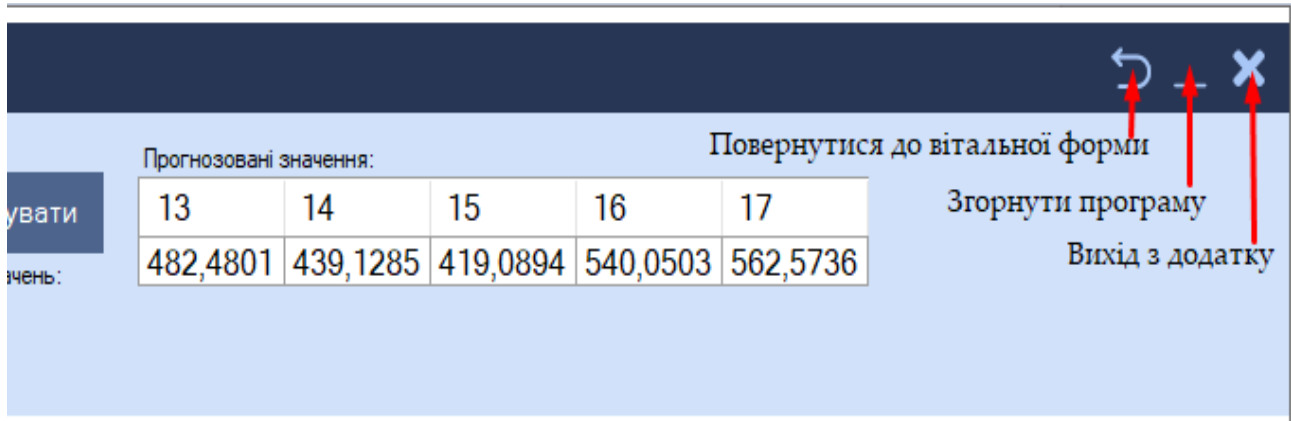 Повернутися до вітальної форми
Прогнозовані значення:
увати
13 14 15 16 17
Згорнути програму
482,4801 439,1285 419,0894 540,0503 562,5736
Вихід з додатку
ачень: